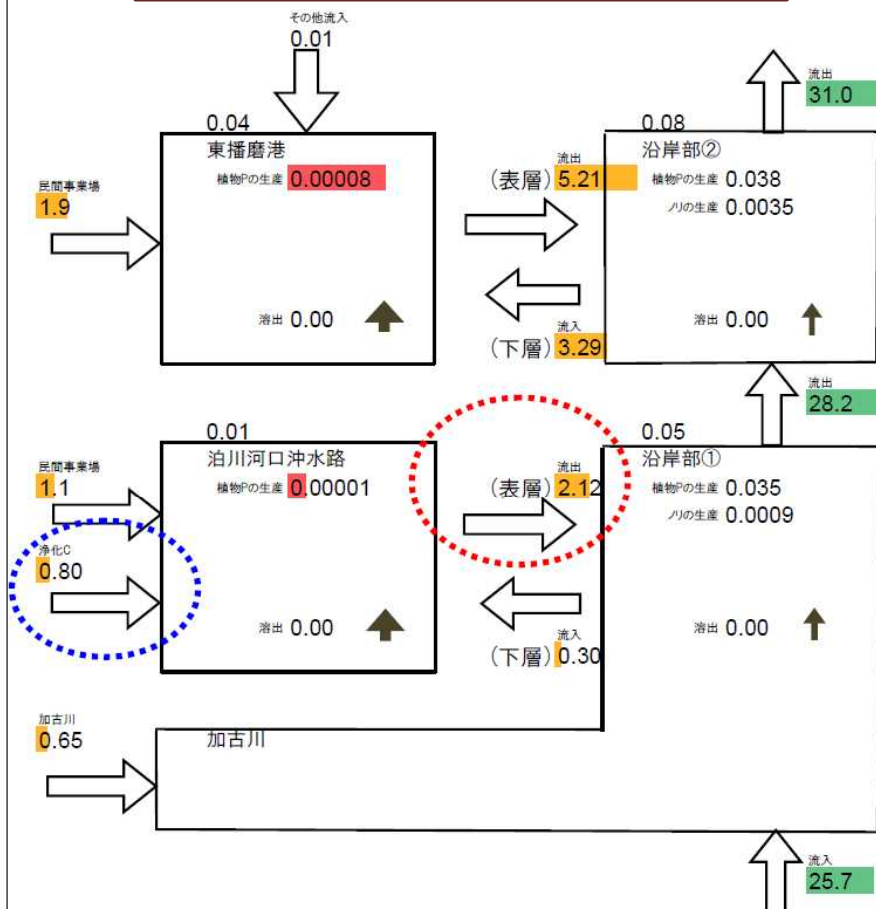 その他流入
0.01
流出
31.0
0.04
東播磨港
植物Pの生産 0.00008
民間事業場
1.9
溶出 0.00
流出
(表層) 5.21
流入
(下層) 3.29
0.08
沿岸部②
植物Pの生産 0.038
ノリの生産 0.0035
溶出 0.00
流出
28.2
0.01
泊川河口沖水路
植物Pの生産 0.00001
民間事業場
1.1
浄化C
0.80
溶出 0.00
流出
(表層) 2.12
流入
(下層) 0.30
0.05
沿岸部①
植物Pの生産 0.035
ノリの生産 0.0009
溶出 0.00
加古川
0.65
加古川
流入
25.7